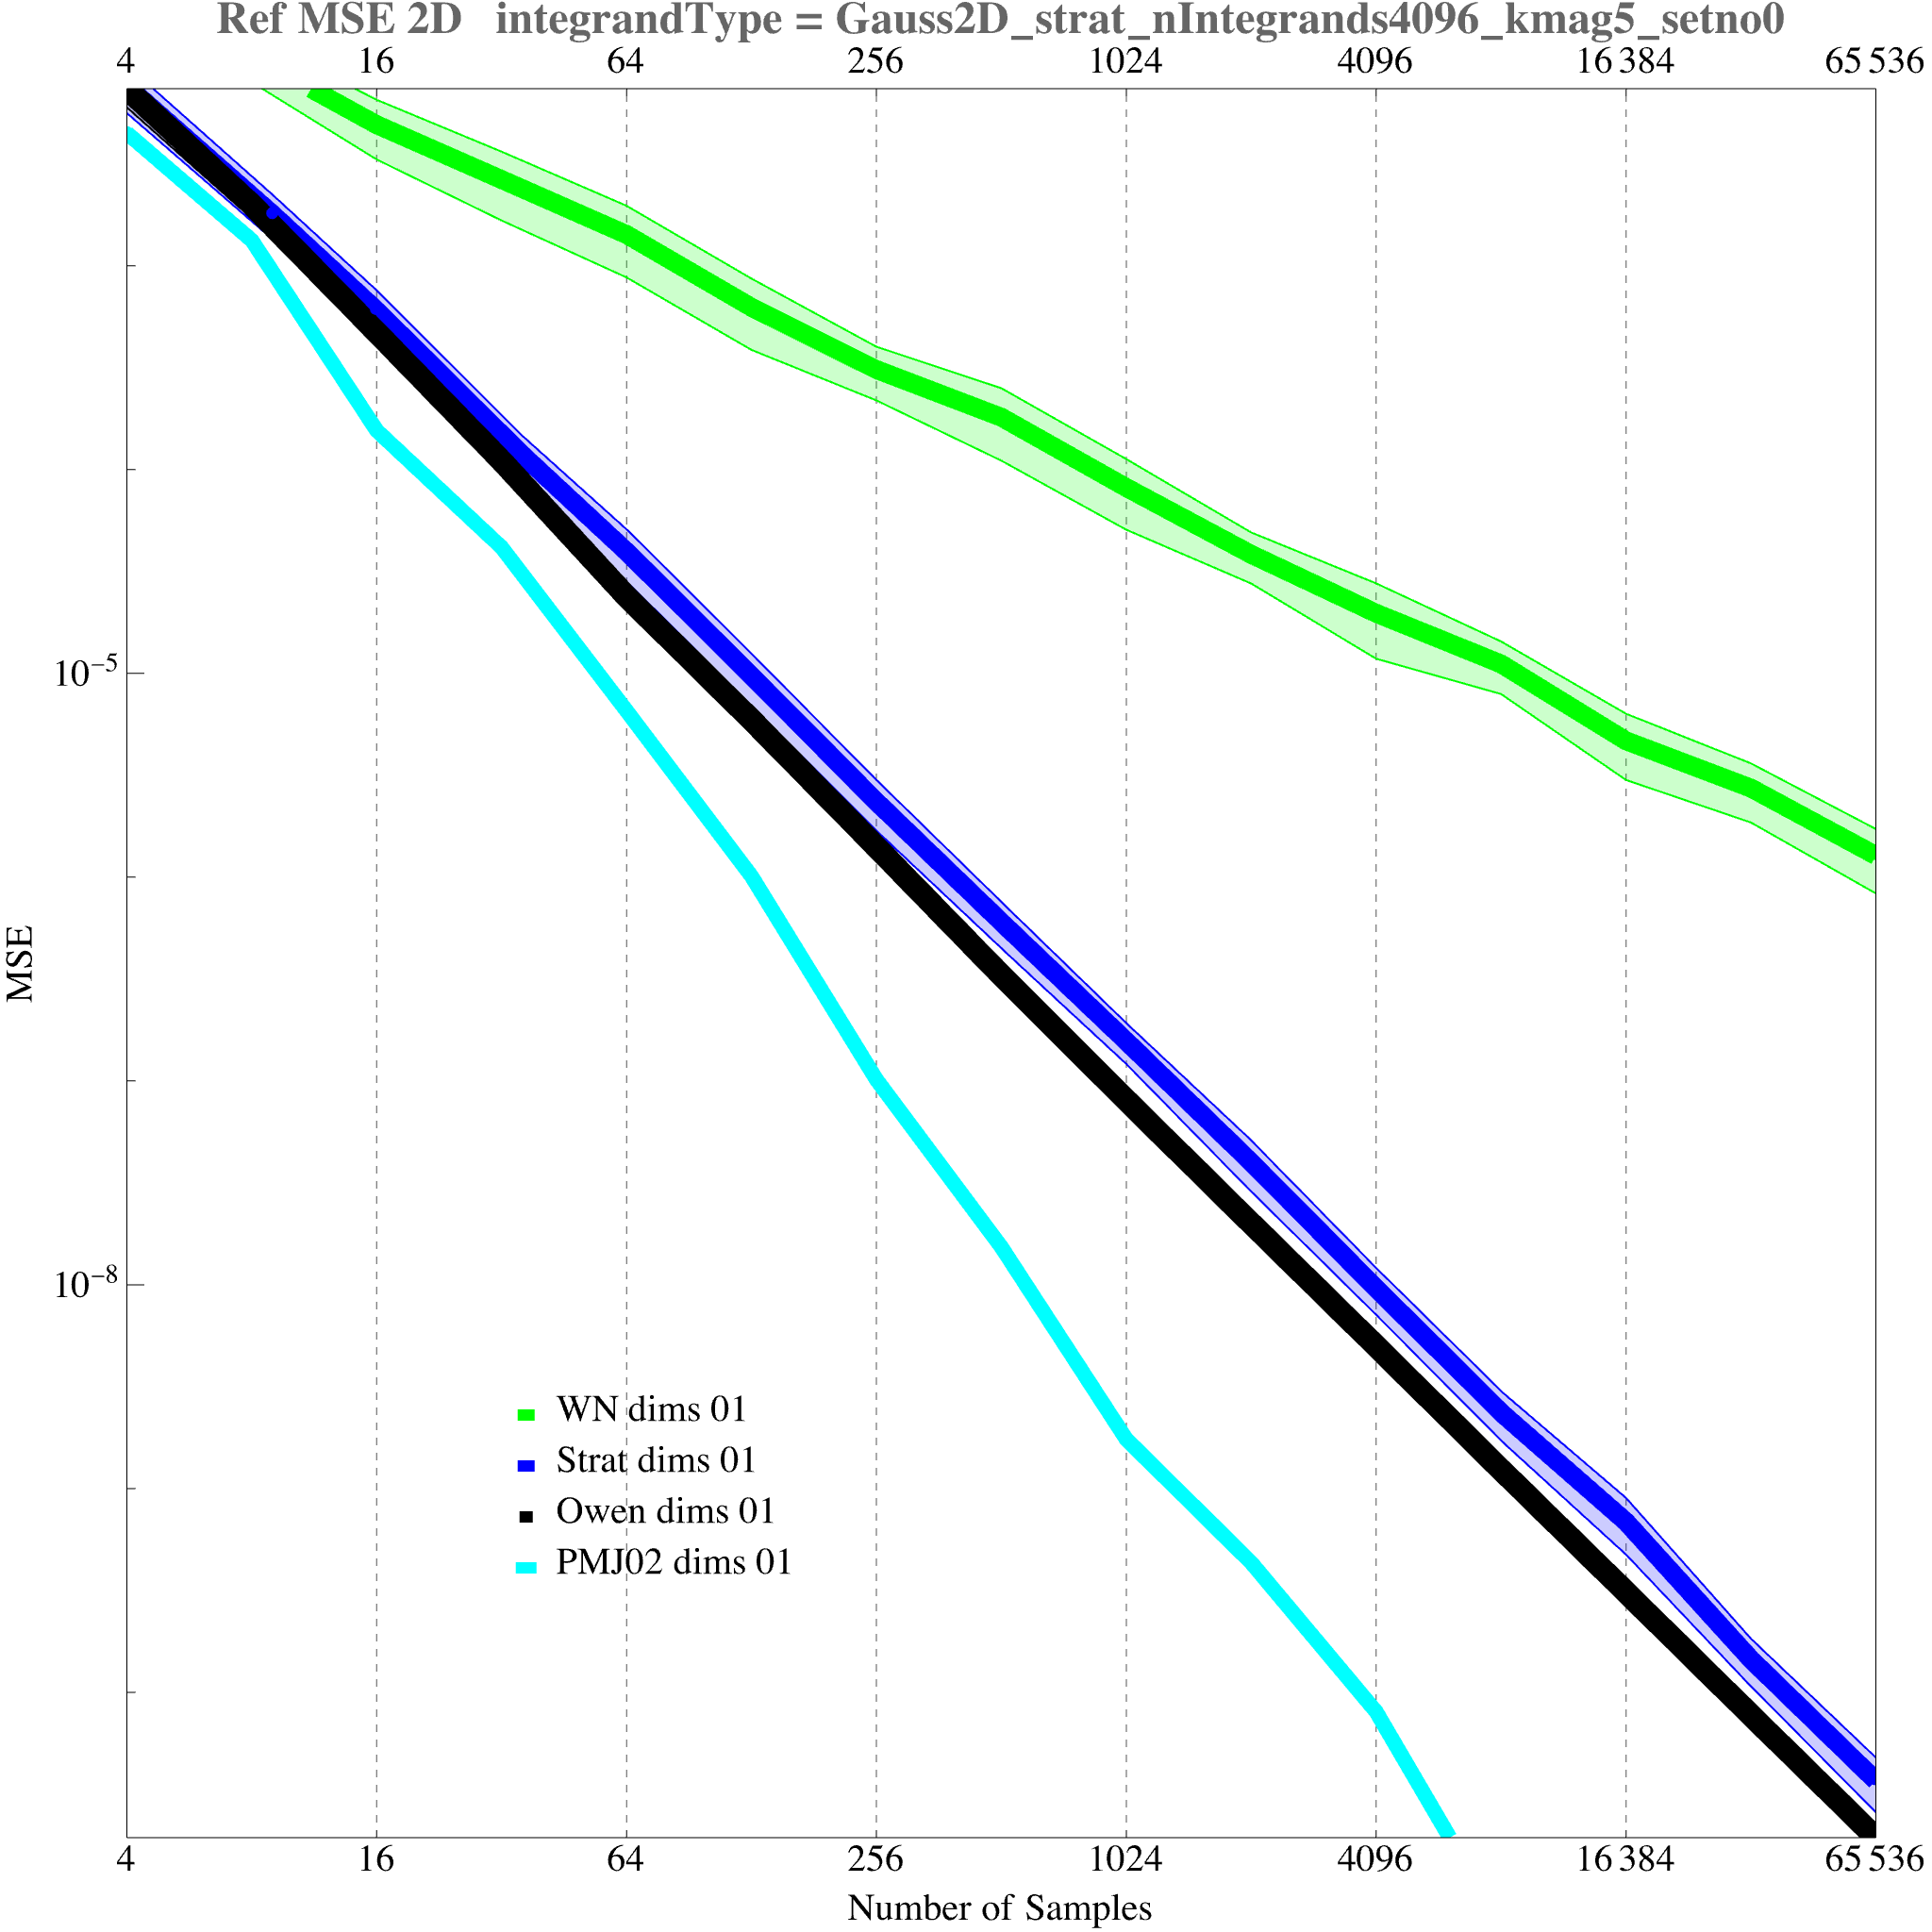 Ref MSE 2D integrandType = Gauss2D_strat_nIntegrands4096_kmag5_setno0
4 16 64 256 1024 4096 16 384 65 536
10⁻⁵
MSE
10⁻⁸
WN dims 01
Strat dims 01
Owen dims 01
PMJ02 dims 01
4 16 64 256 1024 4096 16 384 65 536
Number of Samples